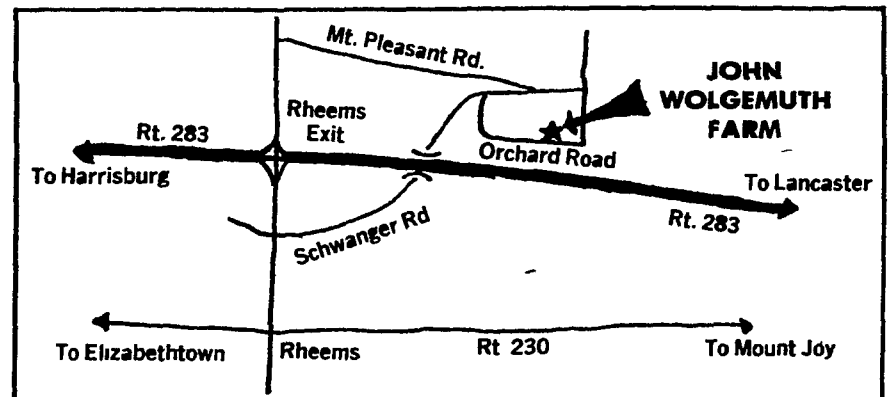 Mt. Pleasant Rd.
JOHN
WOLGEMUTH
FARM
Rheems
Exit
Rt. 283
Orchard Road
To Harrisburg
To Lancaster
Rt. 283
Schwanger Rd
To Elizabethtown
Rheems
Rt 230
To Mount Joy